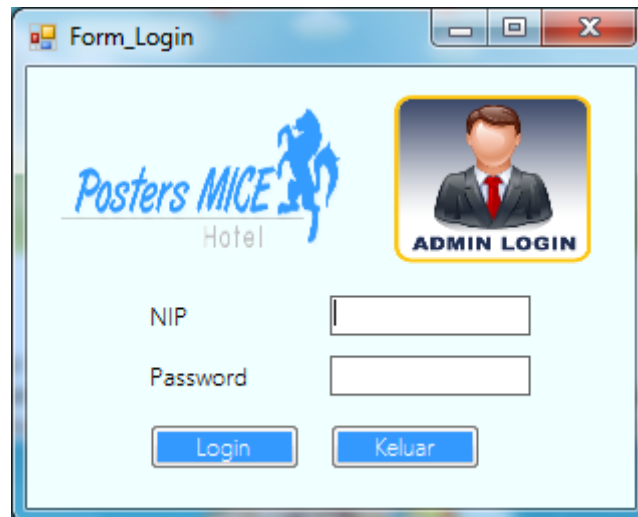 Form_Login
Posters MICE
Hotel
ADMIN LOGIN
NIP
Password
Login
Keluar